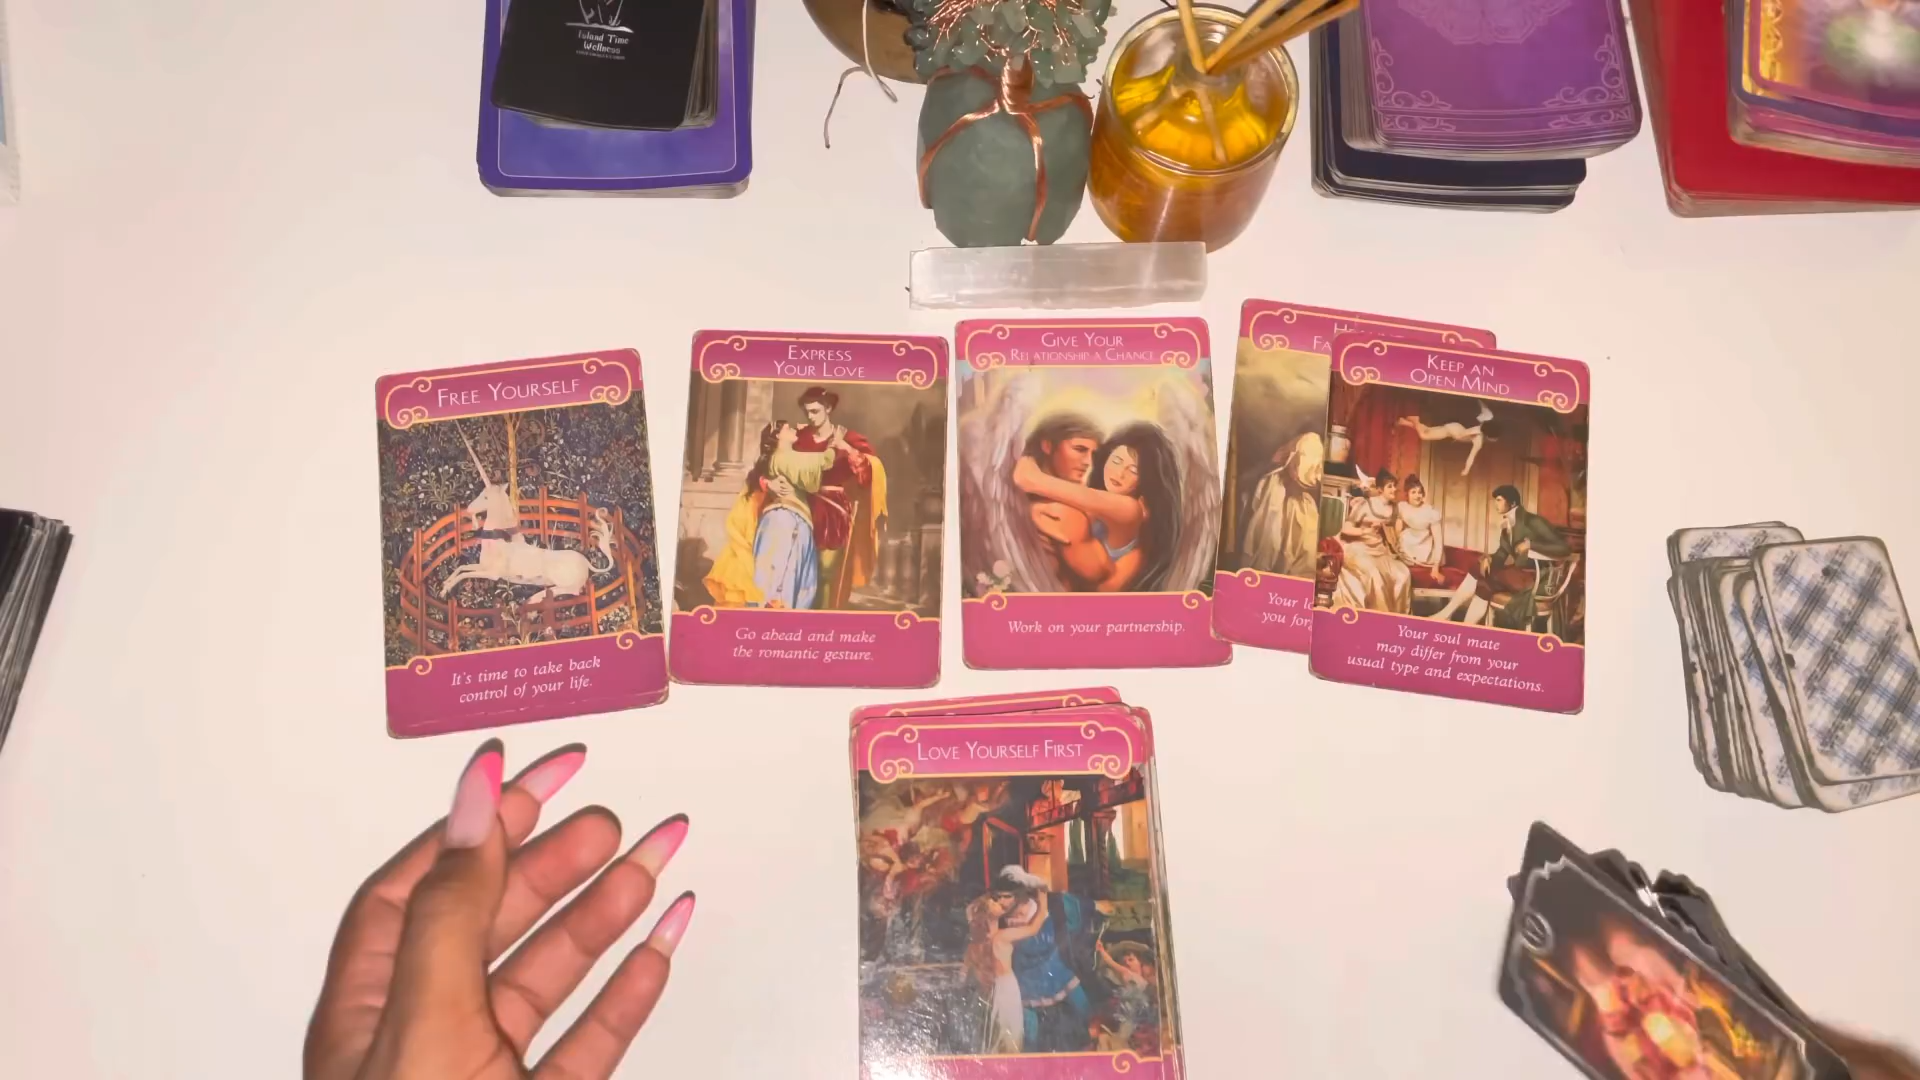 Island Time
Wellness
FREE YOURSELF
It's time to take back
control of your life.
EXPRESS
YOUR LOVE
Go ahead and make
the romantic gesture.
GIVE YOUR
RELATIONSHIP A CHANCE
Work on your partnership.
Your
you
KEEP AN
OPEN MIND
Your soul mate
may differ from your
usual type and expectations.
LOVE YOURSELF FIRST